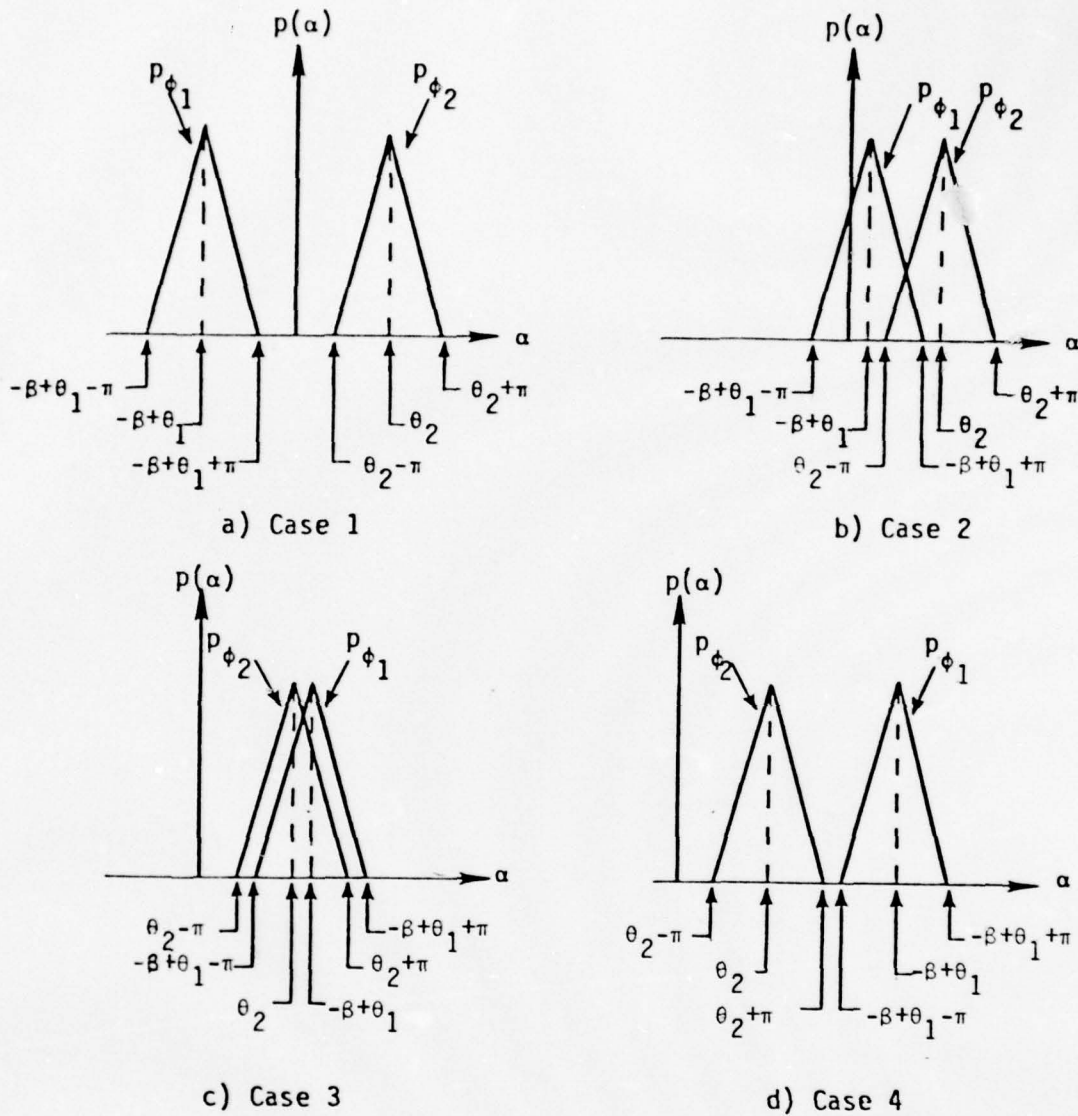 p(α)
p_ϕ1
p_ϕ2
α
-β+θ1-π
-β+θ1
-β+θ1+π
θ2-π
θ2
θ2+π
a) Case 1
p(α)
p_ϕ1
p_ϕ2
α
-β+θ1-π
-β+θ1
θ2-π
-β+θ1+π
θ2
θ2+π
b) Case 2
p(α)
p_ϕ2
p_ϕ1
α
θ2-π
-β+θ1-π
θ2
-β+θ1
θ2+π
-β+θ1+π
c) Case 3
p(α)
p_ϕ2
p_ϕ1
α
θ2-π
θ2
θ2+π
-β+θ1-π
-β+θ1
-β+θ1+π
d) Case 4